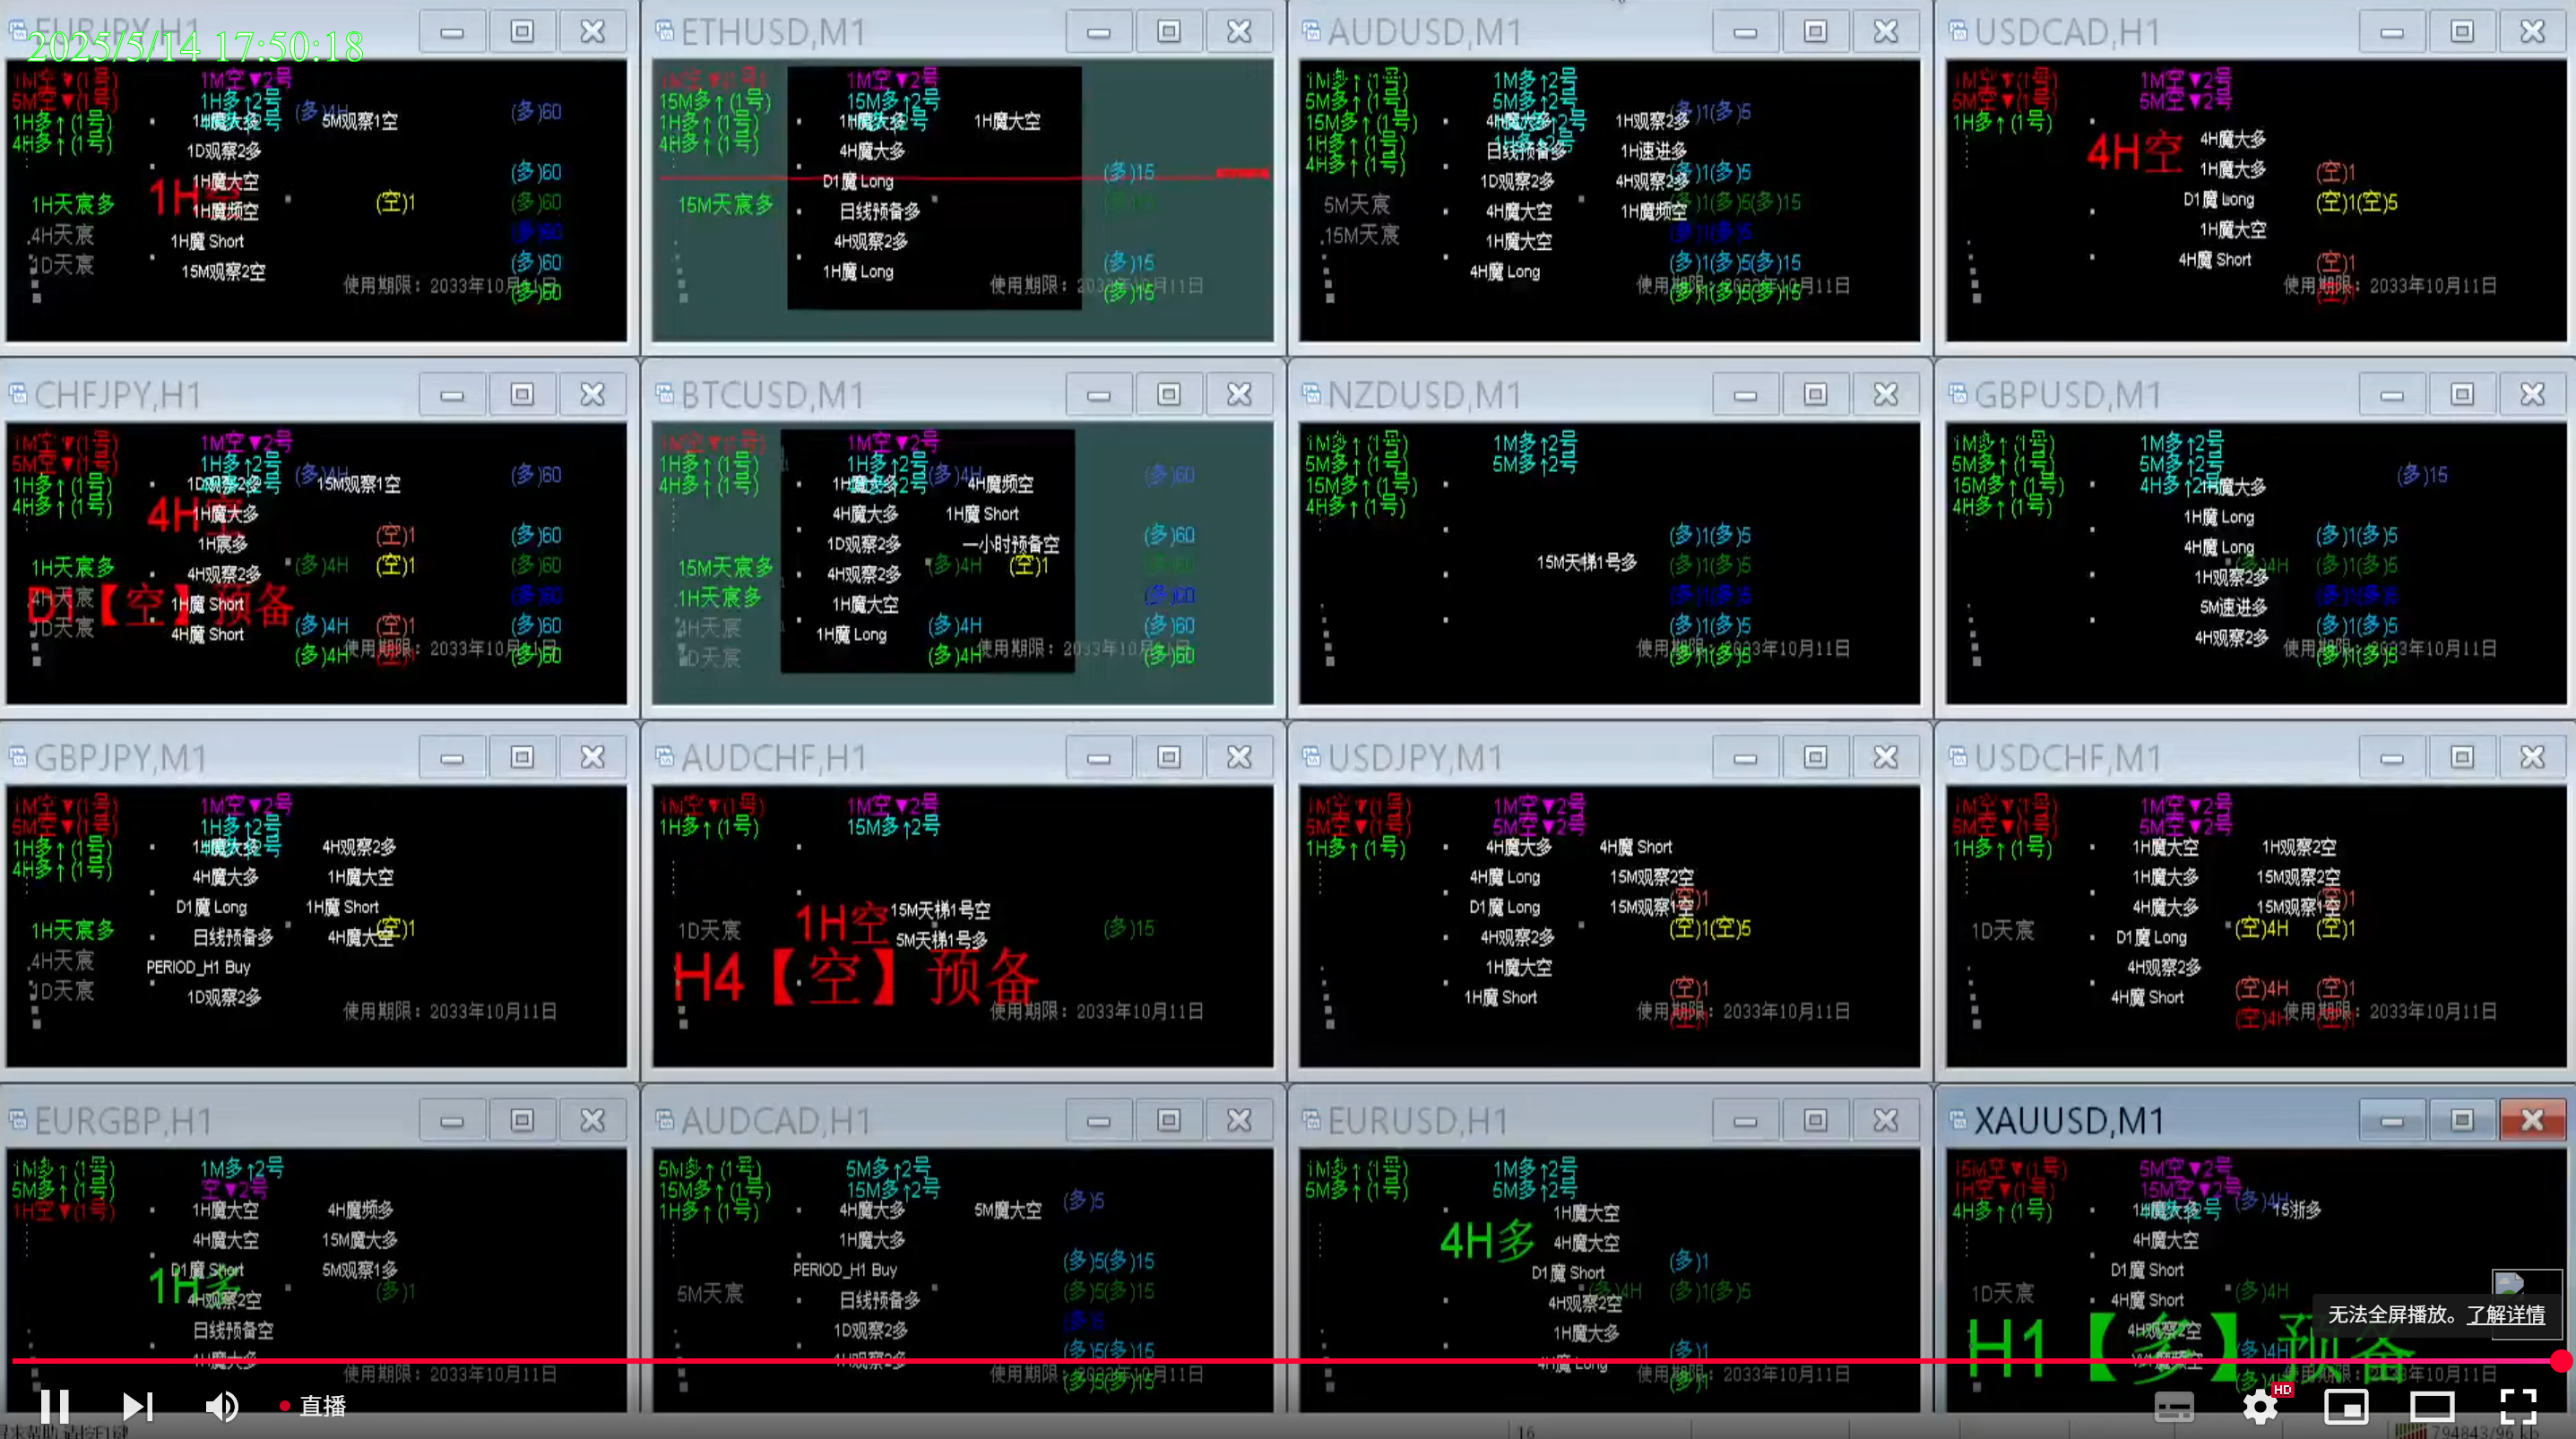 EURJPY,H1
2025/5/14 17:50:18
1M空▼(1号)
5M空▼(1号)
1H多↑(1号)
4H多↑(1号)
1M空▼2号
1H多↑2号
(多)4H
(多)60
1H魔大多
5M观察1空
1D观察2多
1H魔大空
(多)60
1H天宸多
1H魔频空
(空)1
(多)60
4H天宸
1H魔 Short
(多)60
1D天宸
15M观察2空
(多)60
使用期限: 2033年10月11日
(多)60
ETHUSD,M1
15M多↑(1号)
1H多↑(1号)
4H多↑(1号)
1M空▼2号
15M多↑2号
1H魔大多
1H魔大空
4H魔大多
(多)15
D1魔 Long
15M天宸多
日线预备多
4H观察2多
1H魔 Long
(多)15
使用期限: 2033年10月11日
(多)15
AUDUSD,M1
1M多↑(1号)
5M多↑(1号)
15M多↑(1号)
1H多↑(1号)
4H多↑(1号)
1M多↑2号
5M多↑2号
(多)1(多)5
4H魔大多
1H观察2多
日线预备多
1H速进多
1D观察2多
4H观察2多
(多)1(多)5
5M天宸
4H魔大空
1H魔频空
(多)1(多)5(多)15
15M天宸
1H魔大空
(多)1(多)5
4H魔 Long
(多)1(多)5(多)15
使用期限: 2033年10月11日
(多)1(多)5(多)15
USDCAD,H1
1M空▼(1号)
5M空▼(1号)
1H多↑(1号)
1M空▼2号
5M空▼2号
4H空
4H魔大多
1H魔大多
(空)1
D1魔 Long
(空)1(空)5
1H魔大空
4H魔 Short
(空)1
使用期限: 2033年10月11日
CHFJPY,H1
1M空▼(1号)
5M空▼(1号)
1H多↑(1号)
4H多↑(1号)
1M空▼2号
1H多↑2号
(多)4H
(多)60
1D观察2多
15M观察1空
4H空
1H魔大多
1H宸多
(空)1
(多)60
1H天宸多
4H观察2多
(多)4H
(空)1
(多)60
4H天宸
1H魔 Short
(多)60
D1【空】预备
1D天宸
4H魔 Short
(多)4H
(空)1
(多)60
使用期限: 2033年10月11日
(多)4H
(多)60
BTCUSD,M1
1H多↑(1号)
4H多↑(1号)
1M空▼2号
1H多↑2号
(多)4H
(多)60
1H魔大多
4H魔频空
4H魔大多
1H魔 Short
1D观察2多
一小时预备空
(多)60
15M天宸多
4H观察2多
(多)4H
(空)1
1H天宸多
1H魔大空
(多)60
4H天宸
1H魔 Long
(多)4H
(多)60
D天宸
使用期限: 2033年10月11日
(多)4H
(多)60
NZDUSD,M1
1M多↑(1号)
5M多↑(1号)
15M多↑(1号)
4H多↑(1号)
1M多↑2号
5M多↑2号
(多)1(多)5
15M天梯1号多
(多)1(多)5
(多)1(多)5
(多)1(多)5
使用期限: 2033年10月11日
(多)1(多)5
GBPUSD,M1
1M多↑(1号)
5M多↑(1号)
15M多↑(1号)
4H多↑(1号)
1M多↑2号
5M多↑2号
4H多↑2号
(多)15
1H魔大多
1H魔 Long
4H魔 Long
(多)1(多)5
1H观察2多
(多)4H
(多)1(多)5
5M速进多
(多)1(多)5
4H观察2多
(多)1(多)5
使用期限: 2033年10月11日
(多)1(多)5
GBPJPY,M1
1M空▼(1号)
5M空▼(1号)
1H多↑(1号)
4H多↑(1号)
1M空▼2号
1H多↑2号
1H魔大多
4H观察2多
4H魔大多
1H魔大空
D1魔 Long
1H魔 Short
1H天宸多
日线预备多
4H魔大空
(空)1
4H天宸
PERIOD_H1 Buy
1D天宸
1D观察2多
使用期限: 2033年10月11日
AUDCHF,H1
1M空▼(1号)
1H多↑(1号)
1M空▼2号
15M多↑2号
1H空
15M天梯1号空
1D天宸
5M天梯1号多
(多)15
H4【空】预备
使用期限: 2033年10月11日
USDJPY,M1
1M空▼(1号)
5M空▼(1号)
1H多↑(1号)
1M空▼2号
5M空▼2号
4H魔大多
4H魔 Short
4H魔 Long
15M观察2空
D1魔 Long
15M观察1空
(空)1
4H观察2多
(空)1(空)5
1H魔大空
1H魔 Short
(空)1
使用期限: 2033年10月11日
(空)1
USDCHF,M1
1M空▼(1号)
5M空▼(1号)
1H多↑(1号)
1M空▼2号
5M空▼2号
1H魔大空
1H观察2空
1H魔大多
15M观察2空
4H魔大多
15M观察1空
(空)1
1D天宸
D1魔 Long
(空)4H
(空)1
4H观察2多
4H魔 Short
(空)4H
(空)1
使用期限: 2033年10月11日
(空)4H
EURGBP,H1
1M多↑(1号)
5M多↑(1号)
1H空▼(1号)
1M多↑2号
空▼2号
1H魔大空
4H魔频多
4H魔大空
15M魔大多
D1魔 Short
5M观察1多
1H多
4H观察2空
(多)1
日线预备空
1H魔大多
使用期限: 2033年10月11日
AUDCAD,H1
5M多↑(1号)
15M多↑(1号)
1H多↑(1号)
5M多↑2号
15M多↑2号
4H魔大多
5M魔大空
(多)5
1H魔大多
PERIOD_H1 Buy
(多)5(多)15
5M天宸
日线预备多
(多)5(多)15
1D观察2多
1H观察2多
(多)5(多)15
使用期限: 2033年10月11日
(多)5(多)15
EURUSD,H1
1M多↑(1号)
5M多↑(1号)
1M多↑2号
5M多↑2号
4H多
1H魔大空
4H魔大空
D1魔 Short
(多)1
4H观察2空
(多)4H
(多)1(多)5
1H魔大多
4H魔 Long
(多)1
使用期限: 2033年10月11日
(多)1
XAUUSD,M1
15M空▼(1号)
1H空▼(1号)
4H多↑(1号)
5M空▼2号
15M空▼2号
(多)4H
1H魔大多
15浙多
4H魔大空
D1魔 Short
1D天宸
4H魔 Short
(多)4H
H1【多】预备
4H观察2空
(多)4H
使用期限: 2033年10月11日
无法全屏播放。了解详情
直播
HD
16
794843/96 kb